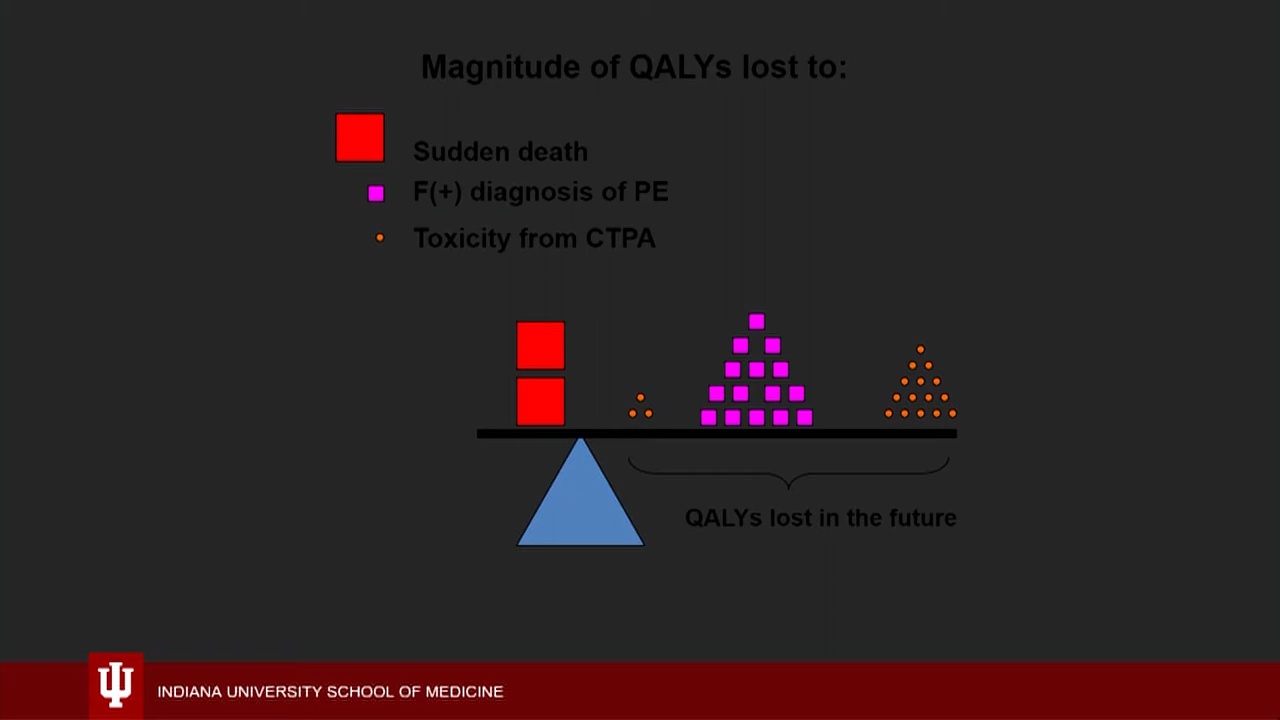 Magnitude of QALYs lost to:
Sudden death
F(+) diagnosis of PE
Toxicity from CTPA
QALYs lost in the future
INDIANA UNIVERSITY SCHOOL OF MEDICINE